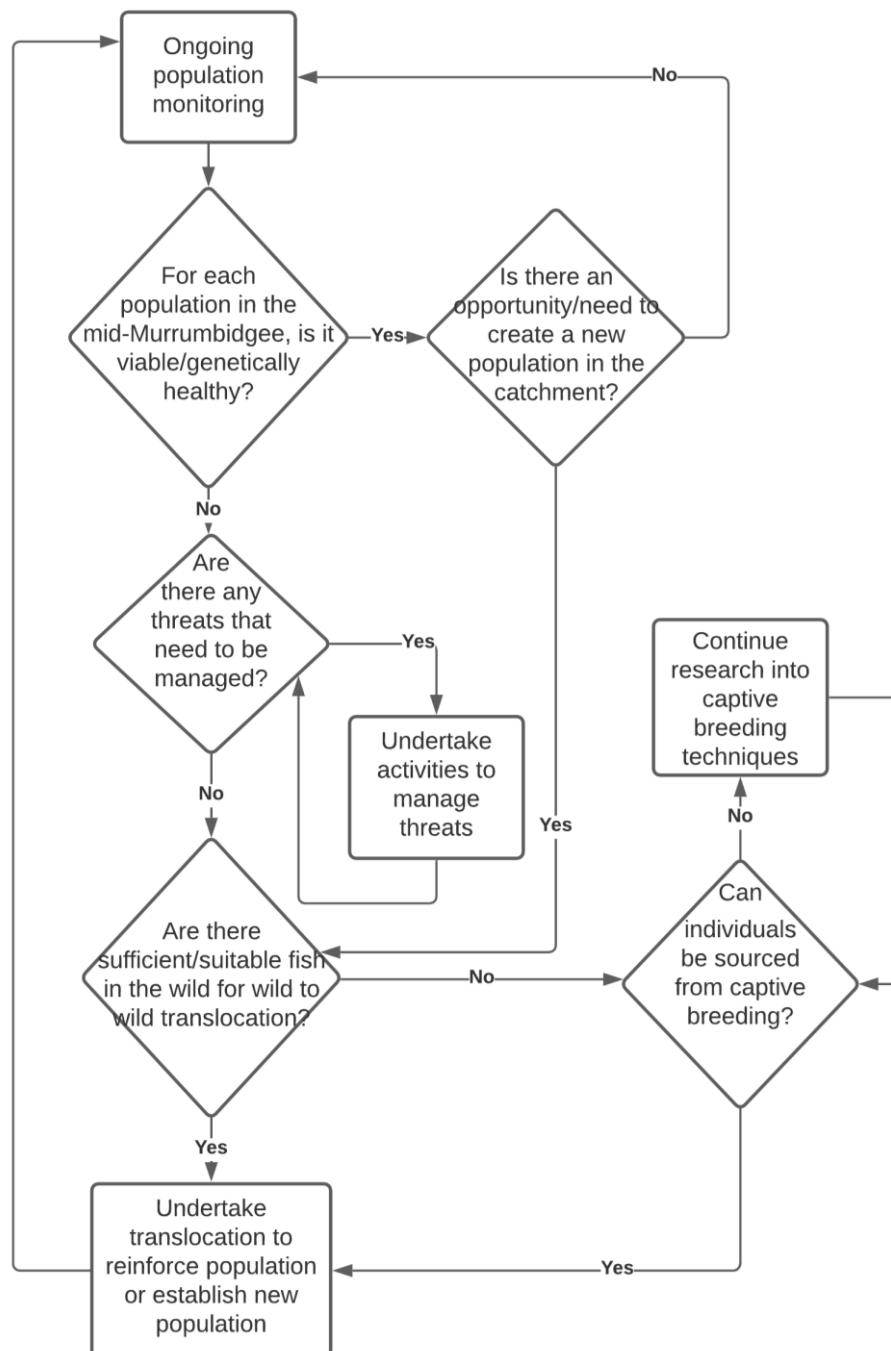 Ongoing
population
monitoring
No
For each
population in the
mid-Murrumbidgee, is it
viable/genetically
healthy?
Yes
Is there an
opportunity/need to
create a new
population in the
catchment?
No
Are
there any
threats that
need to be
managed?
Yes
Undertake
activities to
manage
threats
No
Yes
Continue
research into
captive
breeding
techniques
No
Are there
sufficient/suitable fish
in the wild for wild to
wild translocation?
No
Can
individuals
be sourced
from captive
breeding?
Yes
Undertake
translocation to
reinforce population
or establish new
population
Yes